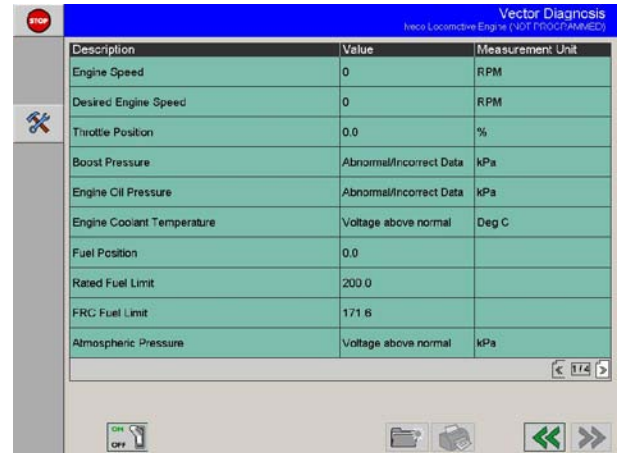 STOP
Vector Diagnosis
Iveco Locomctive Engine (NOT PROGRAMMED)
Description Value Measurement Unit
Engine Speed 0 RPM
Desired Engine Speed 0 RPM
Throttle Position 0.0 %
Boost Pressure Abnormal/Incorrect Data kPa
Engine Oil Pressure Abnormal/Incorrect Data kPa
Engine Coolant Temperature Voltage above normal Deg C
Fuel Position 0.0
Rated Fuel Limit 200.0
FRC Fuel Limit 171.6
Atmospheric Pressure Voltage above normal kPa
1/4
ON
OFF